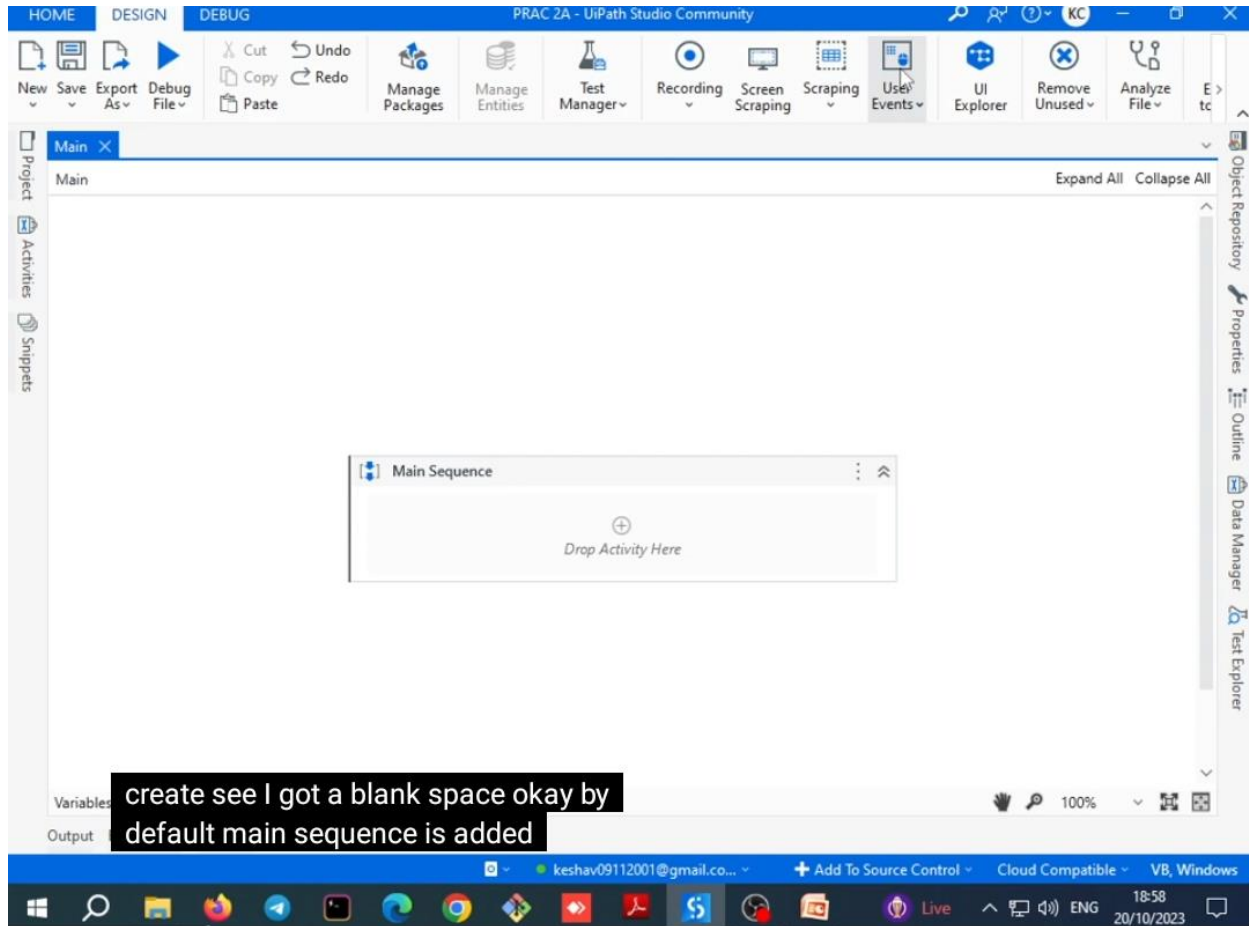 HOME DESIGN DEBUG PRAC 2A - UiPath Studio Community KC
Cut Undo
Copy Redo
Paste
New Save Export As Debug File Manage Packages Manage Entities Test Manager Recording Screen Scraping Scraping User Events UI Explorer Remove Unused Analyze File
Main
Main Expand All Collapse All
Project
Activities
Snippets
Object Repository
Properties
Outline
Data Manager
Test Explorer
Main Sequence
Drop Activity Here
Variables 100%
create see I got a blank space okay by
default main sequence is added
Output
keshav09112001@gmail.co... Add To Source Control Cloud Compatible VB, Windows
Live ENG 18:58
20/10/2023